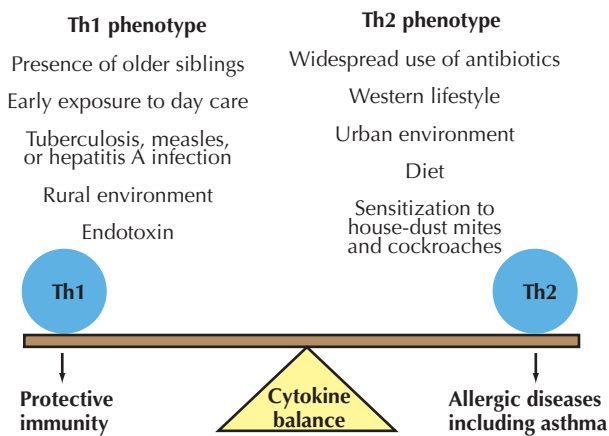 Th1 phenotype
Presence of older siblings
Early exposure to day care
Tuberculosis, measles,
or hepatitis A infection
Rural environment
Endotoxin
Th2 phenotype
Widespread use of antibiotics
Western lifestyle
Urban environment
Diet
Sensitization to
house-dust mites
and cockroaches
Th1
Th2
Protective
immunity
Cytokine
balance
Allergic diseases
including asthma